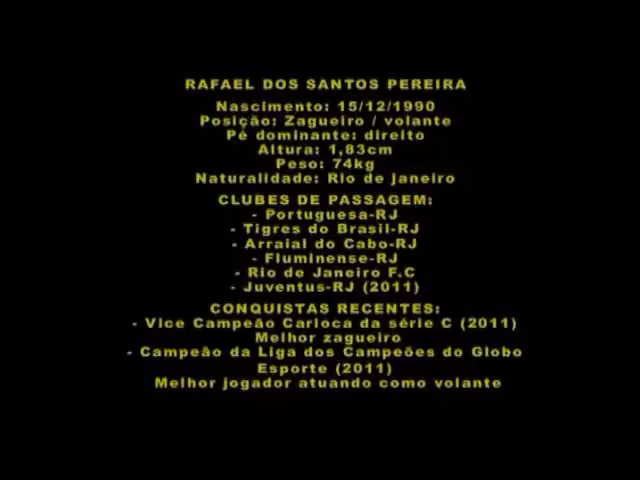 RAFAEL DOS SANTOS PEREIRA
Nascimento: 15/12/1990
Posição: Zagueiro / volante
Pé dominante: direito
Altura: 1,83cm
Peso: 74kg
Naturalidade: Rio de janeiro
CLUBES DE PASSAGEM:
- Portuguesa-RJ
- Tigres do Brasil-RJ
- Arraial do Cabo-RJ
- Fluminense-RJ
- Rio de Janeiro F.C
- Juventus-RJ (2011)
CONQUISTAS RECENTES:
- Vice Campeão Carioca da série C (2011)
Melhor zagueiro
- Campeão da Liga dos Campeões do Globo
Esporte (2011)
Melhor jogador atuando como volante